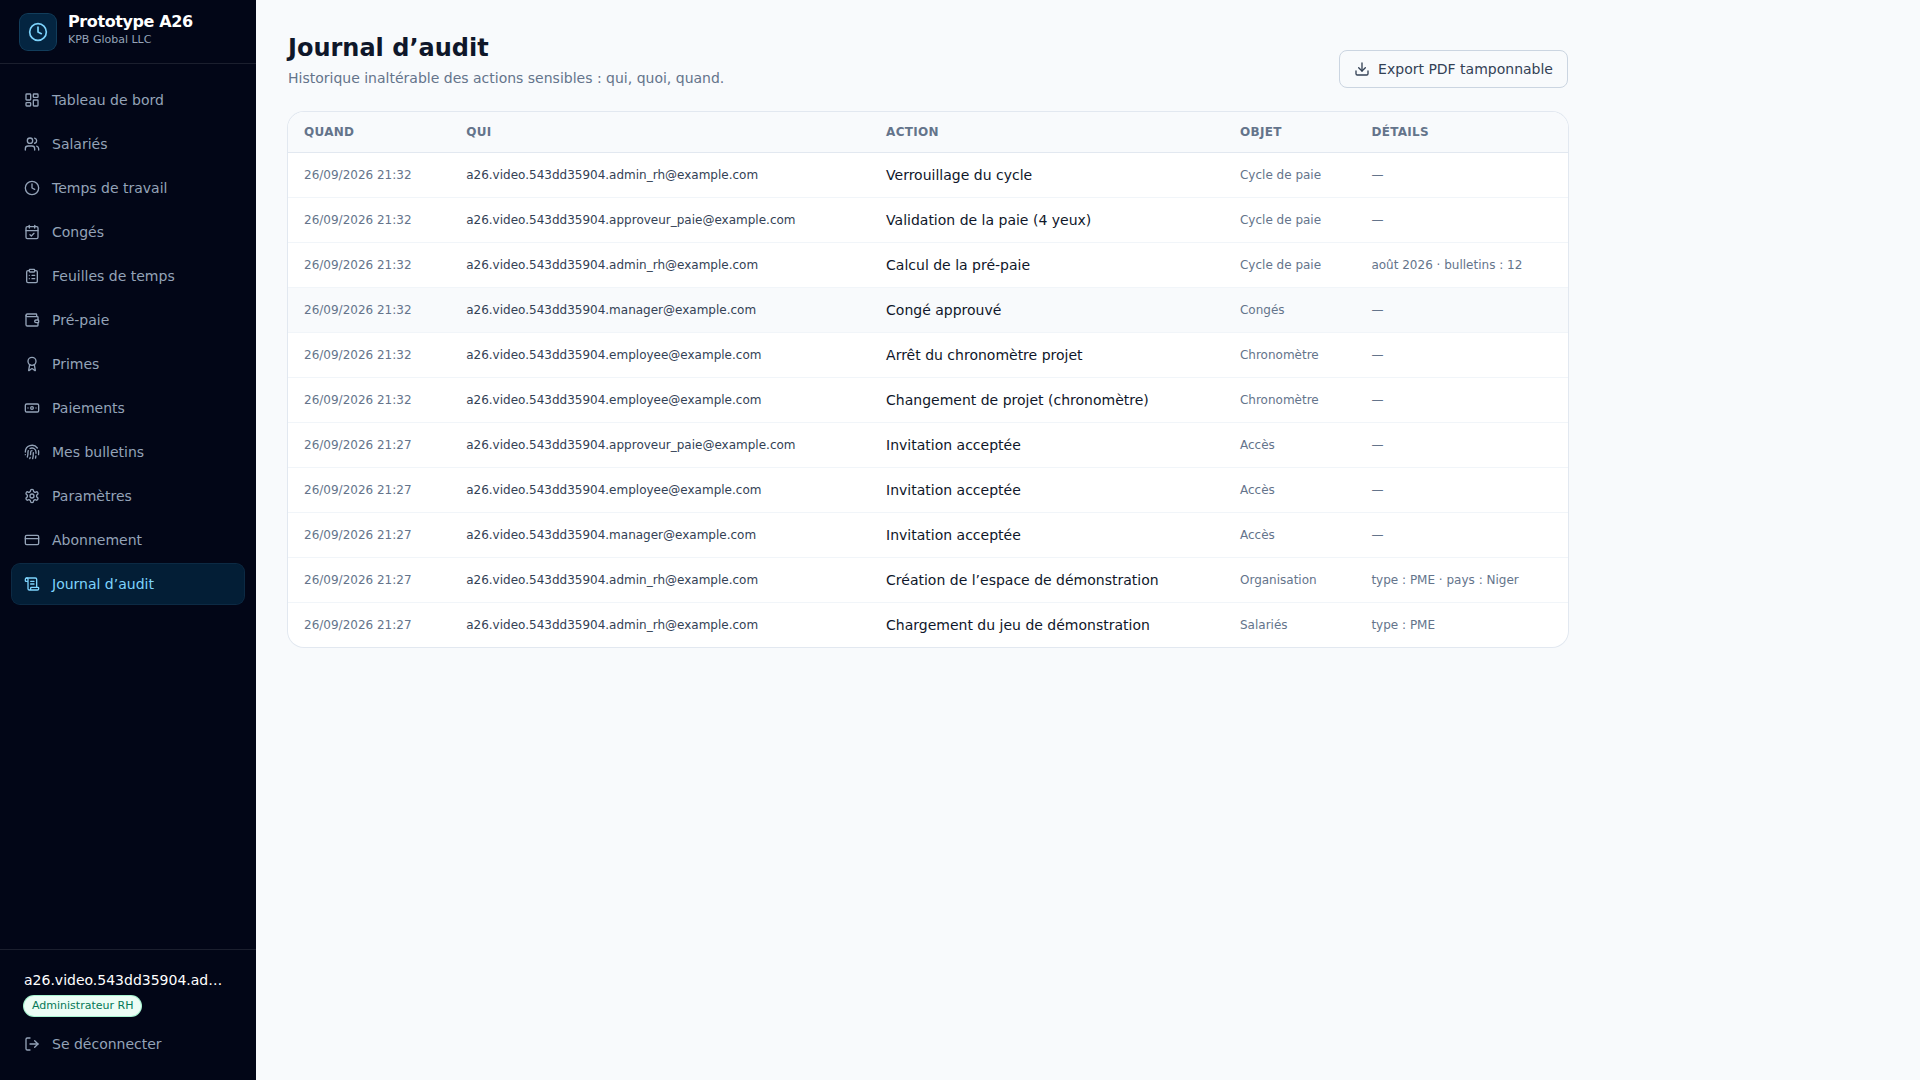 Prototype A26
KPB Global LLC
Tableau de bord
Salariés
Temps de travail
Congés
Feuilles de temps
Pré-paie
Primes
Paiements
Mes bulletins
Paramètres
Abonnement
Journal d’audit
a26.video.543dd35904.ad…
Administrateur RH
Se déconnecter
Journal d’audit
Historique inaltérable des actions sensibles : qui, quoi, quand.
Export PDF tamponnable
QUAND QUI ACTION OBJET DÉTAILS
26/09/2026 21:32 a26.video.543dd35904.admin_rh@example.com Verrouillage du cycle Cycle de paie —
26/09/2026 21:32 a26.video.543dd35904.approveur_paie@example.com Validation de la paie (4 yeux) Cycle de paie —
26/09/2026 21:32 a26.video.543dd35904.admin_rh@example.com Calcul de la pré-paie Cycle de paie août 2026 · bulletins : 12
26/09/2026 21:32 a26.video.543dd35904.manager@example.com Congé approuvé Congés —
26/09/2026 21:32 a26.video.543dd35904.employee@example.com Arrêt du chronomètre projet Chronomètre —
26/09/2026 21:32 a26.video.543dd35904.employee@example.com Changement de projet (chronomètre) Chronomètre —
26/09/2026 21:27 a26.video.543dd35904.approveur_paie@example.com Invitation acceptée Accès —
26/09/2026 21:27 a26.video.543dd35904.employee@example.com Invitation acceptée Accès —
26/09/2026 21:27 a26.video.543dd35904.manager@example.com Invitation acceptée Accès —
26/09/2026 21:27 a26.video.543dd35904.admin_rh@example.com Création de l’espace de démonstration Organisation type : PME · pays : Niger
26/09/2026 21:27 a26.video.543dd35904.admin_rh@example.com Chargement du jeu de démonstration Salariés type : PME